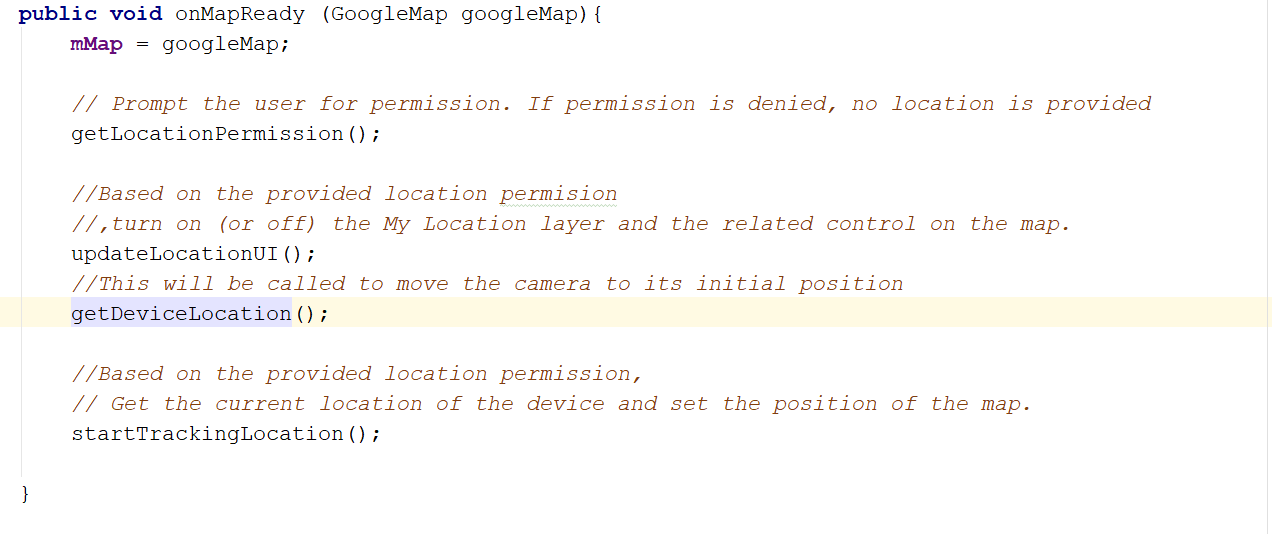 public void onMapReady (GoogleMap googleMap){
mMap = googleMap;
// Prompt the user for permission. If permission is denied, no location is provided
getLocationPermission();
//Based on the provided location permision
//,turn on (or off) the My Location layer and the related control on the map.
updateLocationUI();
//This will be called to move the camera to its initial position
getDeviceLocation();
//Based on the provided location permission,
// Get the current location of the device and set the position of the map.
startTrackingLocation();
}